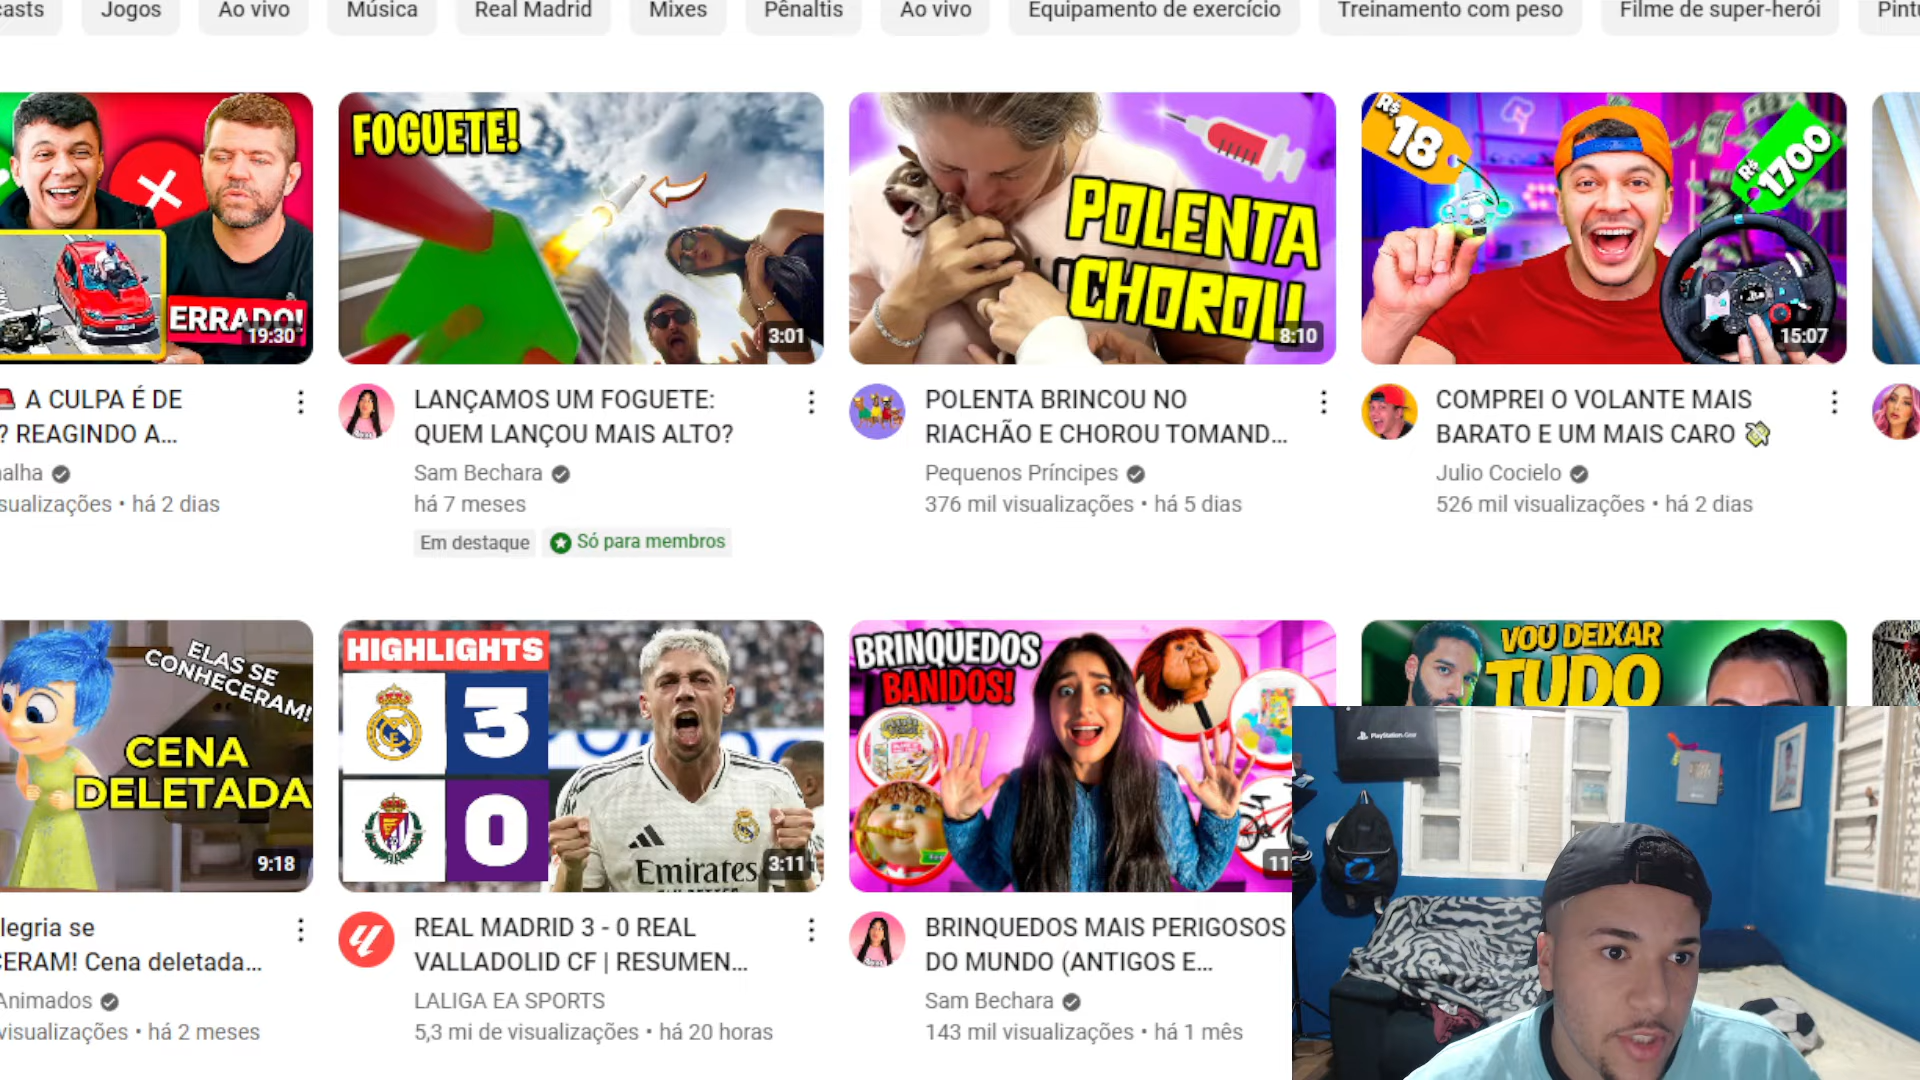 casts
Jogos
Ao vivo
Música
Real Madrid
Mixes
Pênaltis
Ao vivo
Equipamento de exercício
Treinamento com peso
Filme de super-herói
Pintu
ERRADO!
19:30
FOGUETE!
3:01
POLENTA
CHOROU
8:10
R$
18
R$
1700
15:07
A CULPA É DE
? REAGINDO A...
nalha
sualizações • há 2 dias
LANÇAMOS UM FOGUETE:
QUEM LANÇOU MAIS ALTO?
Sam Bechara
há 7 meses
Em destaque
Só para membros
POLENTA BRINCOU NO
RIACHÃO E CHOROU TOMAND...
Pequenos Príncipes
376 mil visualizações • há 5 dias
COMPREI O VOLANTE MAIS
BARATO E UM MAIS CARO 💸
Julio Cocielo
526 mil visualizações • há 2 dias
ELAS SE
CONHECERAM!
CENA
DELETADA
9:18
HIGHLIGHTS
3
0
Emirates
3:11
BRINQUEDOS
BANIDOS!
11
VOU DEIXAR
TUDO
PlayStation Gear
legria se
CERAM! Cena deletada...
Animados
visualizações • há 2 meses
REAL MADRID 3 - 0 REAL
VALLADOLID CF | RESUMEN...
LALIGA EA SPORTS
5,3 mi de visualizações • há 20 horas
BRINQUEDOS MAIS PERIGOSOS
DO MUNDO (ANTIGOS E...
Sam Bechara
143 mil visualizações • há 1 mês